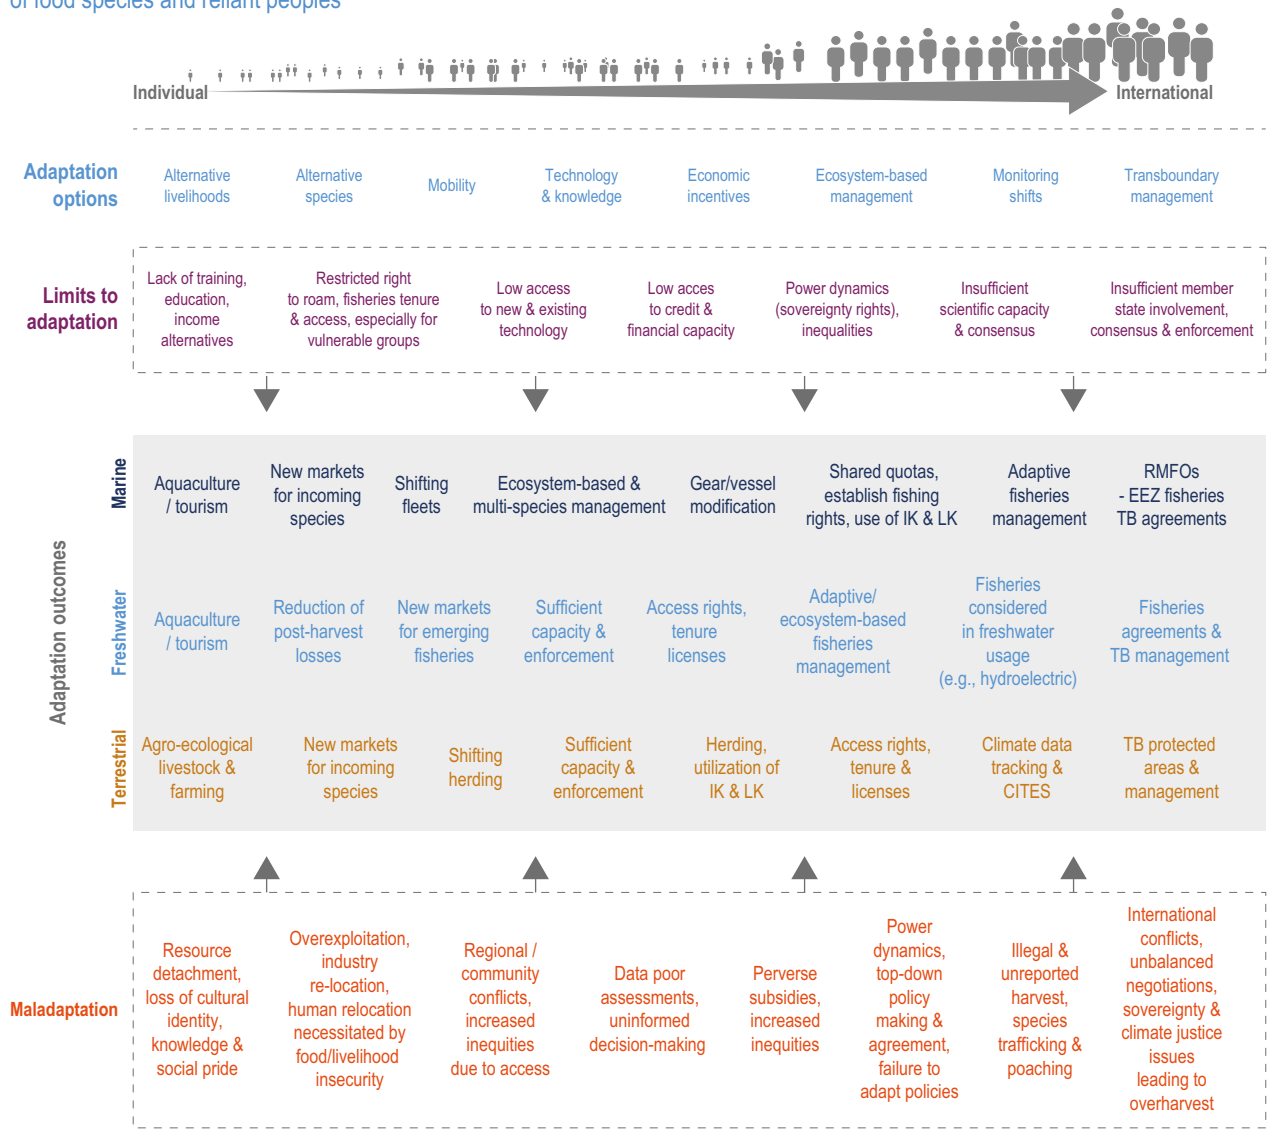 of food species and reliant peoples
Individual
International
Adaptation
options
Alternative
livelihoods
Alternative
species
Mobility
Technology
& knowledge
Economic
incentives
Ecosystem-based
management
Monitoring
shifts
Transboundary
management
Limits to
adaptation
Lack of training,
education,
income
alternatives
Restricted right
to roam, fisheries tenure
& access, especially for
vulnerable groups
Low access
to new & existing
technology
Low acces
to credit &
financial capacity
Power dynamics
(sovereignty rights),
inequalities
Insufficient
scientific capacity
& consensus
Insufficient member
state involvement,
consensus & enforcement
Adaptation outcomes
Marine
Aquaculture
/ tourism
New markets
for incoming
species
Shifting
fleets
Ecosystem-based &
multi-species management
Gear/vessel
modification
Shared quotas,
establish fishing
rights, use of IK & LK
Adaptive
fisheries
management
RMFOs
- EEZ fisheries
TB agreements
Freshwater
Aquaculture
/ tourism
Reduction of
post-harvest
losses
New markets
for emerging
fisheries
Sufficient
capacity &
enforcement
Access rights,
tenure
licenses
Adaptive/
ecosystem-based
fisheries
management
Fisheries
considered
in freshwater
usage
(e.g., hydroelectric)
Fisheries
agreements &
TB management
Terrestrial
Agro-ecological
livestock &
farming
New markets
for incoming
species
Shifting
herding
Sufficient
capacity &
enforcement
Herding,
utilization of
IK & LK
Access rights,
tenure &
licenses
Climate data
tracking &
CITES
TB protected
areas &
management
Maladaptation
Resource
detachment,
loss of cultural
identity,
knowledge &
social pride
Overexploitation,
industry
re-location,
human relocation
necessitated by
food/livelihood
insecurity
Regional /
community
conflicts,
increased
inequities
due to access
Data poor
assessments,
uninformed
decision-making
Perverse
subsidies,
increased
inequities
Power
dynamics,
top-down
policy
making &
agreement,
failure to
adapt policies
Illegal &
unreported
harvest,
species
trafficking &
poaching
International
conflicts,
unbalanced
negotiations,
sovereignty &
climate justice
issues
leading to
overharvest